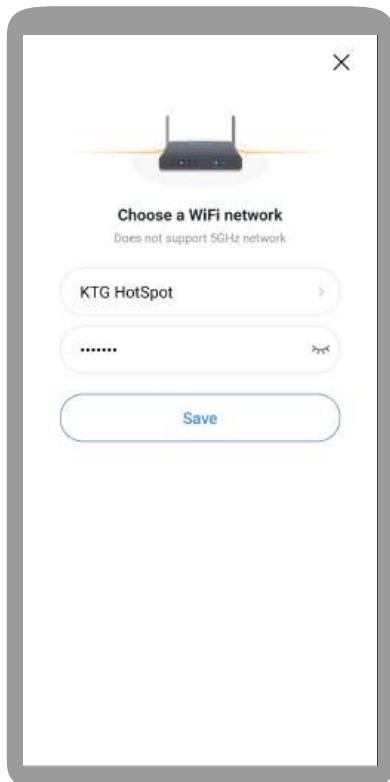 Choose a WiFi network
Does not support 5GHz network
KTG HotSpot
•••••••
Save